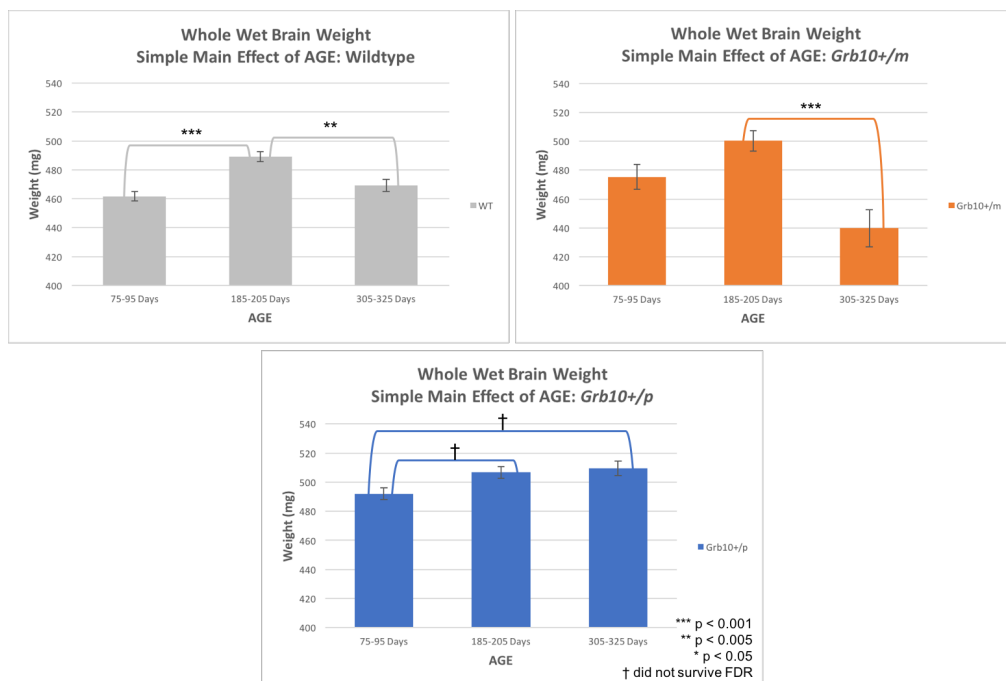 Whole Wet Brain Weight
Simple Main Effect of AGE: Wildtype
540
520
500
480
460
440
420
400
Weight (mg)
***
**
75-95 Days
185-205 Days
305-325 Days
AGE
WT
Whole Wet Brain Weight
Simple Main Effect of AGE: Grb10+/m
540
520
500
480
460
440
420
400
Weight (mg)
***
75-95 Days
185-205 Days
305-325 Days
AGE
Grb10+/m
Whole Wet Brain Weight
Simple Main Effect of AGE: Grb10+/p
540
520
500
480
460
440
420
400
Weight (mg)
†
†
75-95 Days
185-205 Days
305-325 Days
AGE
Grb10+/p
*** p < 0.001
** p < 0.005
* p < 0.05
† did not survive FDR